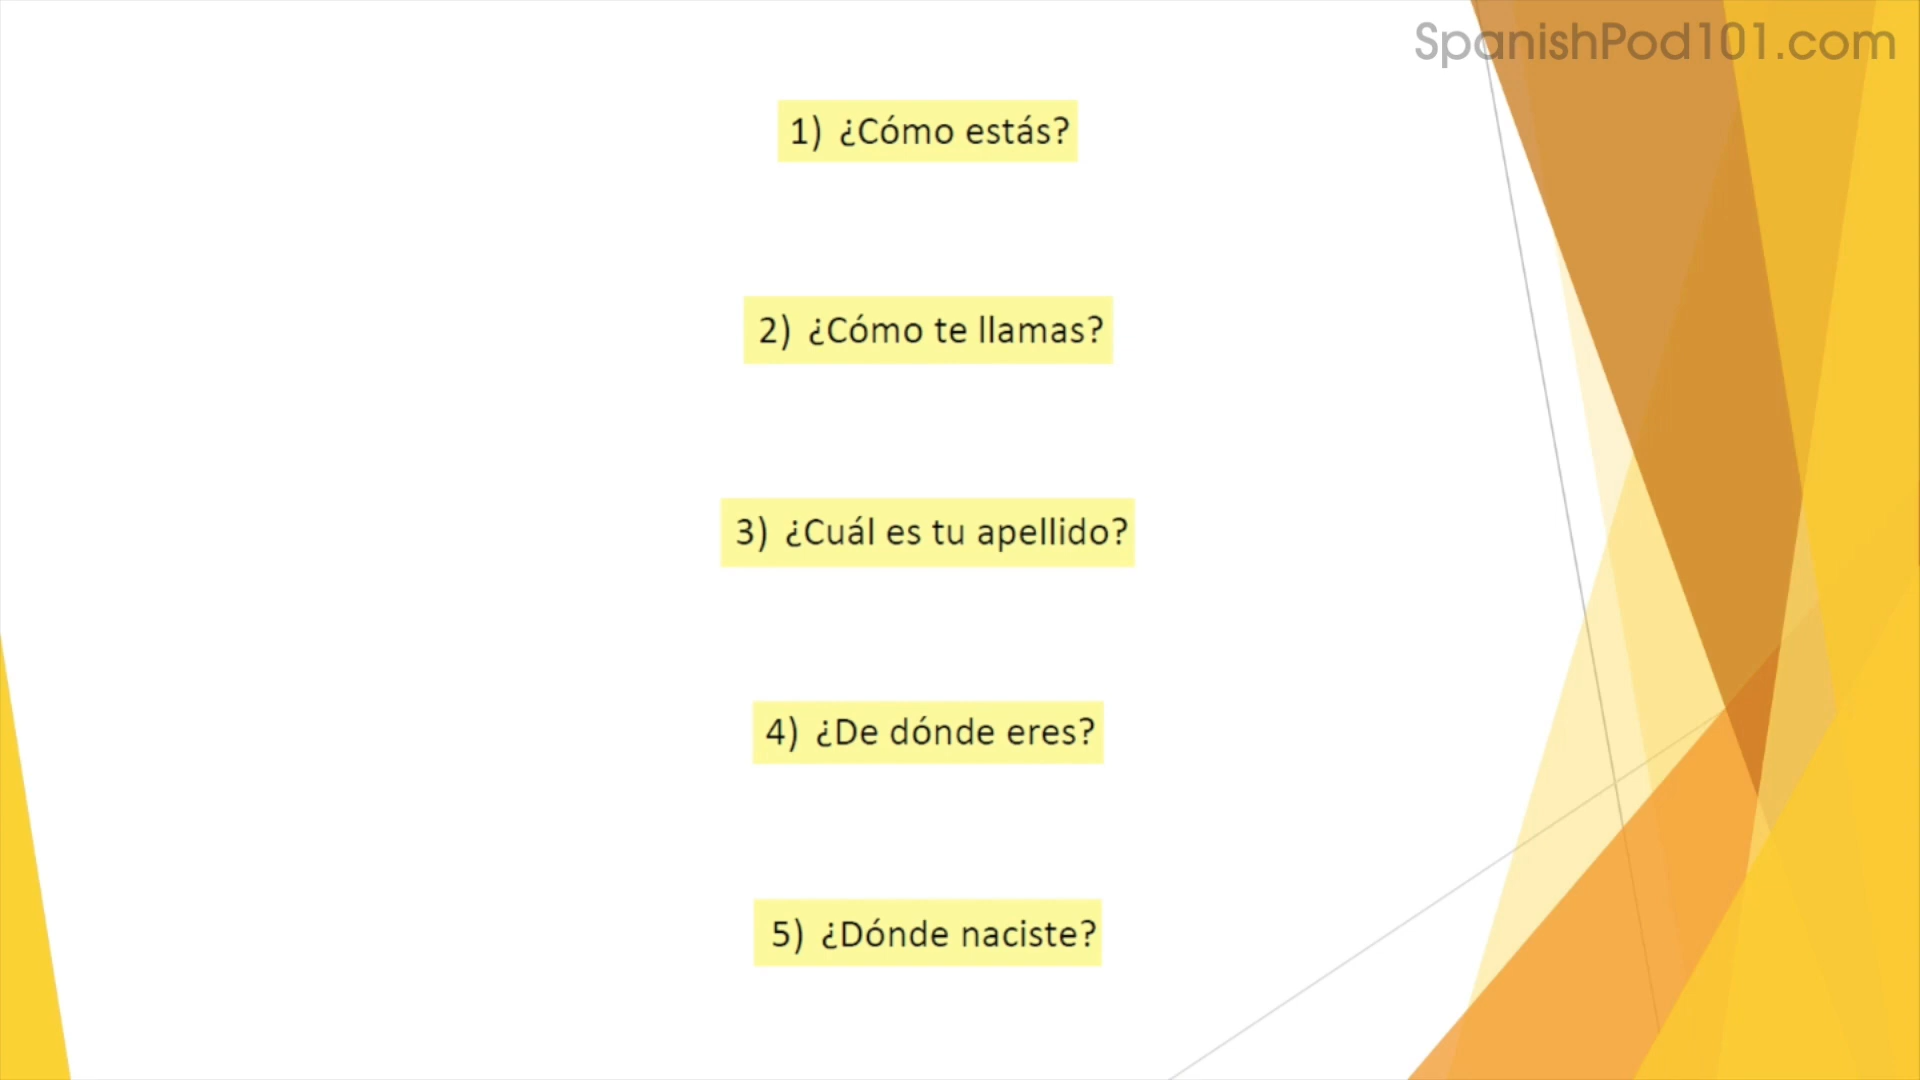 SpanishPod101.com
1) ¿Cómo estás?
2) ¿Cómo te llamas?
3) ¿Cuál es tu apellido?
4) ¿De dónde eres?
5) ¿Dónde naciste?